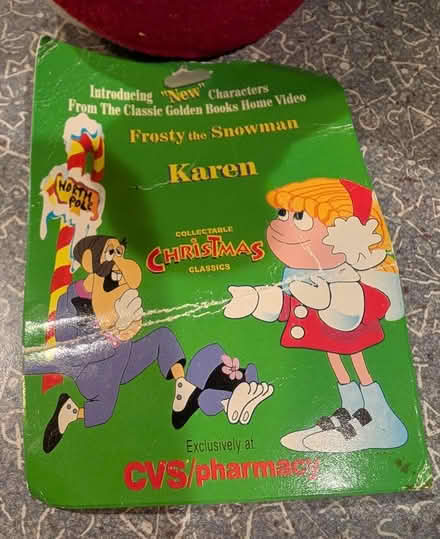 Introducing "New" Characters
From The Classic Golden Books Home Video
Frosty the Snowman
Karen
NORTH
POLE
COLLECTABLE
CHRISTMAS
CLASSICS
Exclusively at
CVS/pharmacy